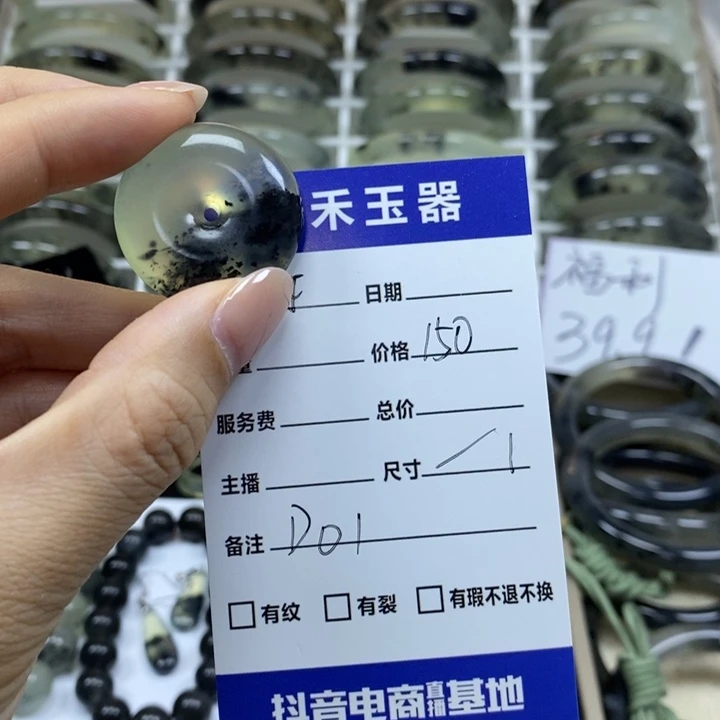 禾玉器
日期
价格 150
服务费 总价
主播 尺寸
备注 D01
有纹 有裂 有瑕不退不换
抖音电商直播基地
福利
39.9!